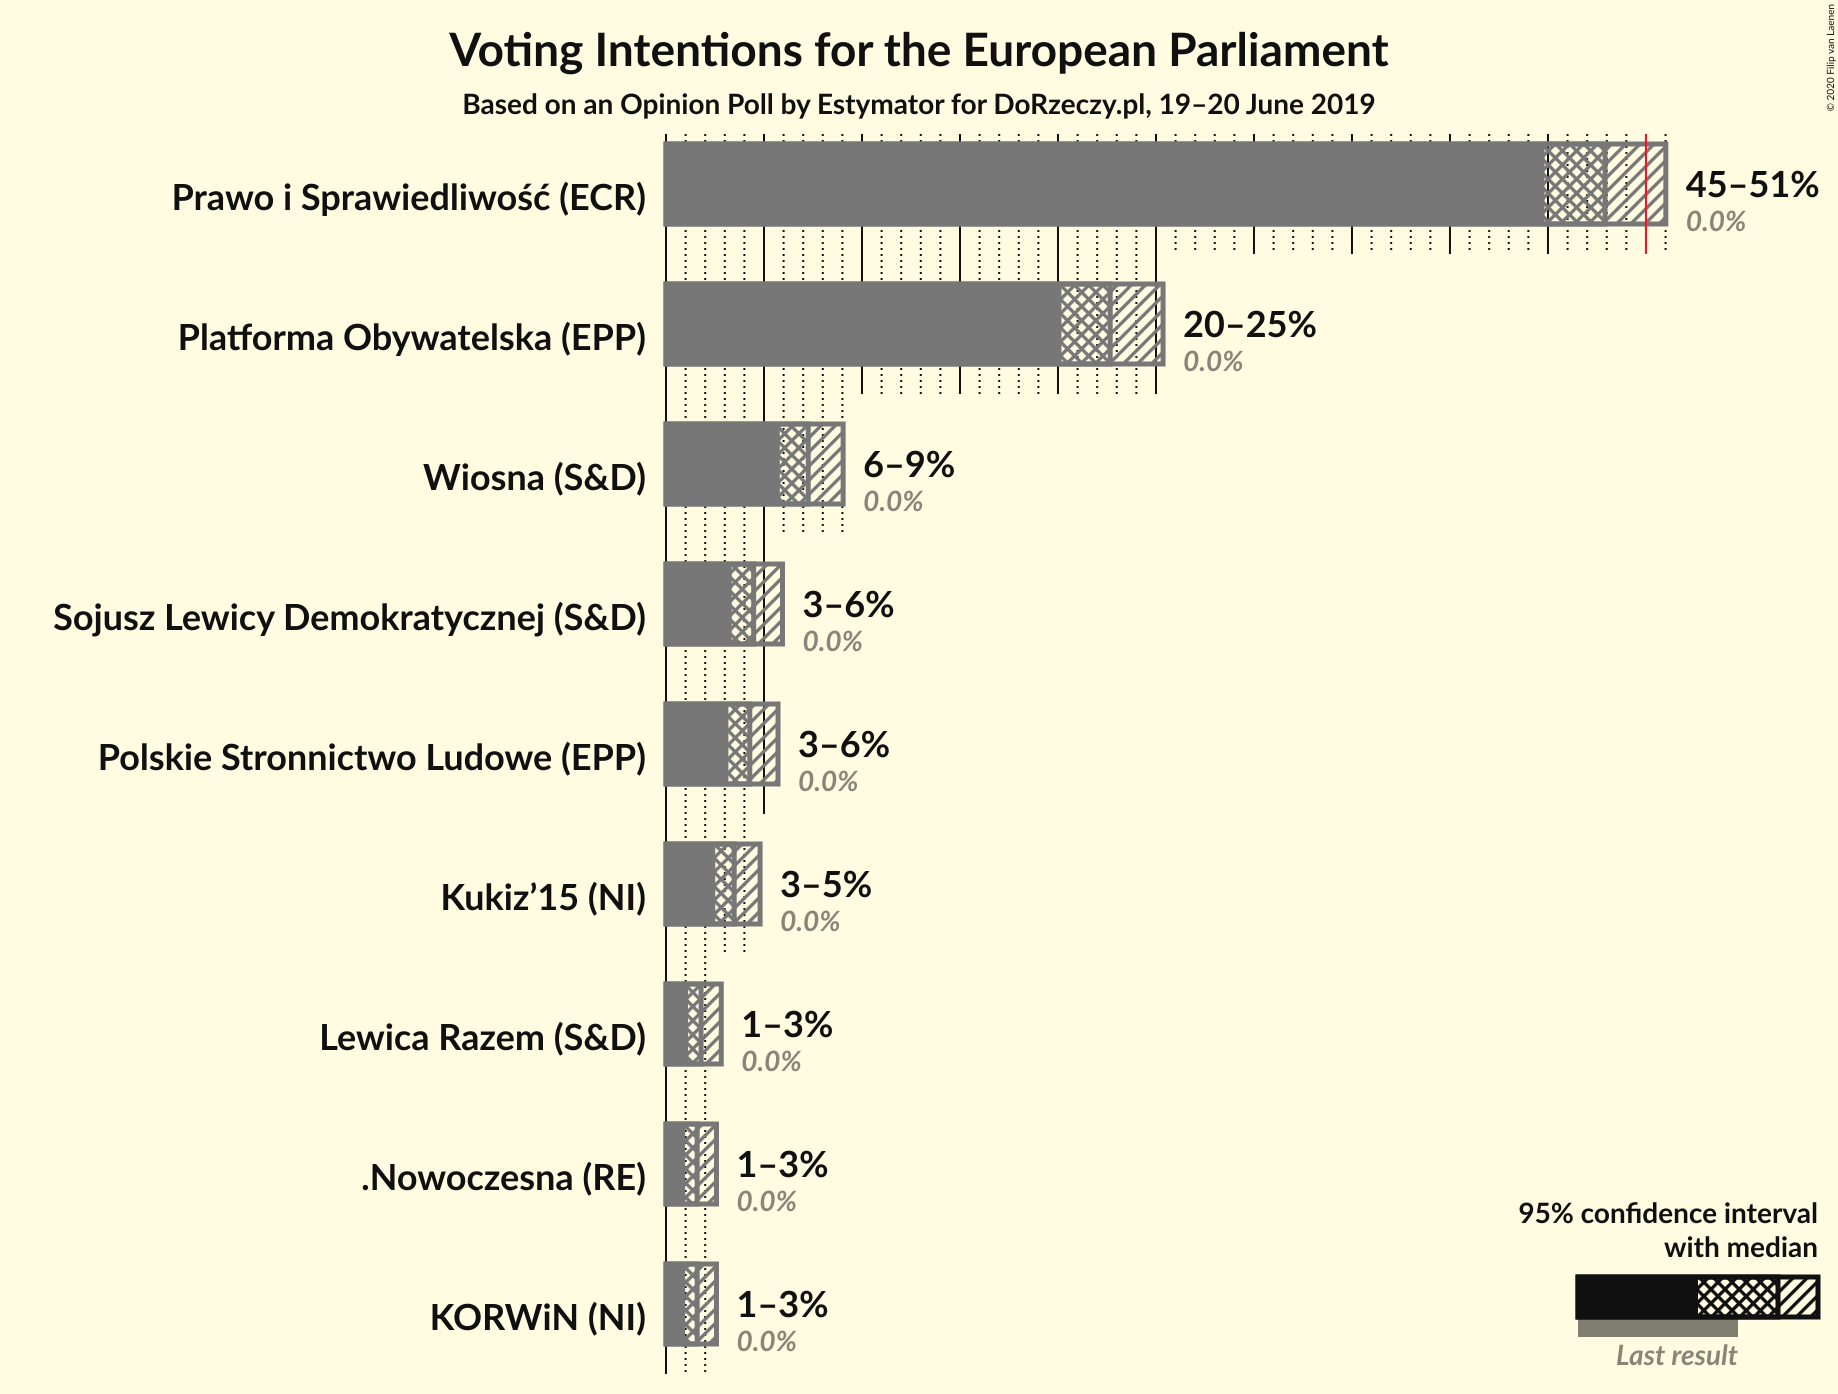 Voting Intentions for the European Parliament
Based on an Opinion Poll by Estymator for DoRzeczy.pl, 19–20 June 2019
© 2020 Filip van Laenen
Prawo i Sprawiedliwość (ECR)
45–51%
0.0%
Platforma Obywatelska (EPP)
20–25%
0.0%
Wiosna (S&D)
6–9%
0.0%
Sojusz Lewicy Demokratycznej (S&D)
3–6%
0.0%
Polskie Stronnictwo Ludowe (EPP)
3–6%
0.0%
Kukiz’15 (NI)
3–5%
0.0%
Lewica Razem (S&D)
1–3%
0.0%
.Nowoczesna (RE)
1–3%
0.0%
KORWiN (NI)
1–3%
0.0%
95% confidence interval
with median
Last result